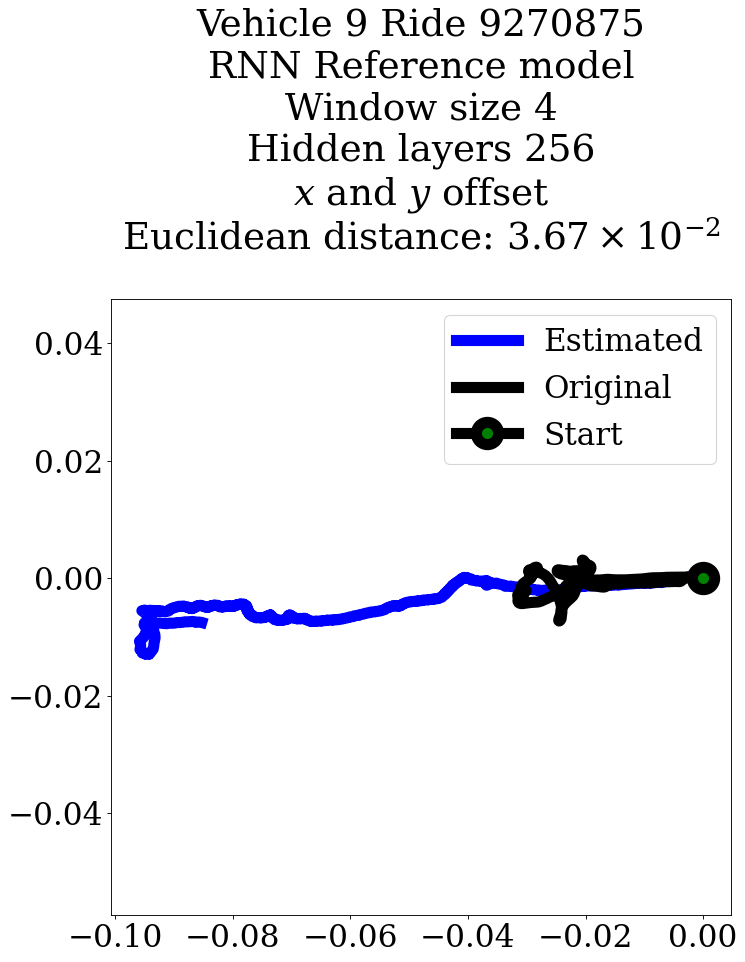 Vehicle 9 Ride 9270875
RNN Reference model
Window size 4
Hidden layers 256
x and y offset
Euclidean distance: 3.67 × 10⁻²
Estimated
Original
Start
0.04
0.02
0.00
−0.02
−0.04
−0.10 −0.08 −0.06 −0.04 −0.02 0.00